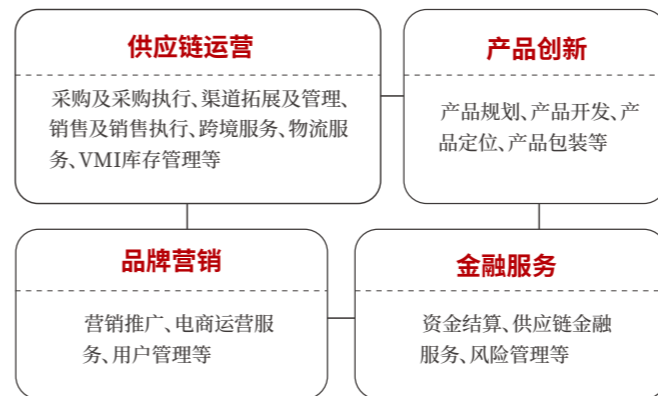 供应链运营
采购及采购执行、渠道拓展及管理、
销售及销售执行、跨境服务、物流服
务、VMI库存管理等
产品创新
产品规划、产品开发、产
品定位、产品包装等
品牌营销
营销推广、电商运营服
务、用户管理等
金融服务
资金结算、供应链金融
服务、风险管理等